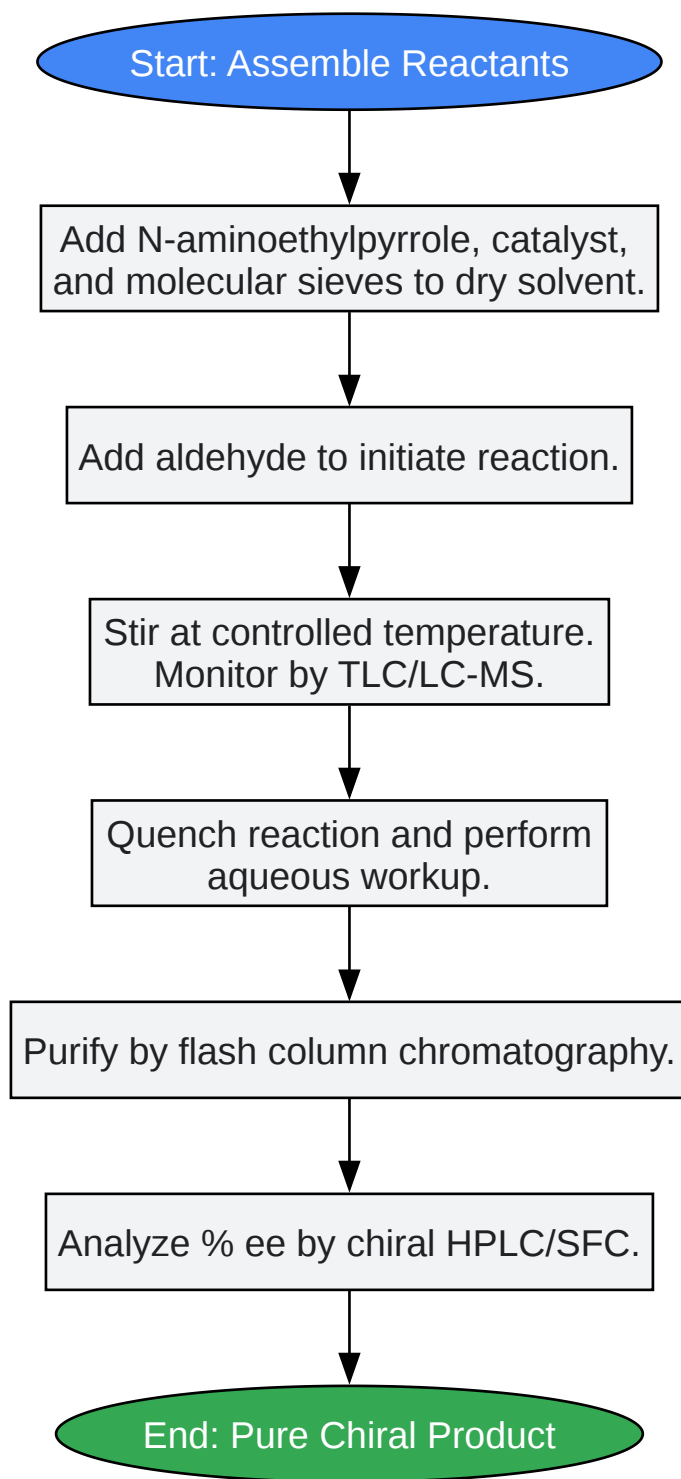 Start: Assemble Reactants
Add N-aminoethylpyrrole, catalyst,
and molecular sieves to dry solvent.
Add aldehyde to initiate reaction.
Stir at controlled temperature.
Monitor by TLC/LC-MS.
Quench reaction and perform
aqueous workup.
Purify by flash column chromatography.
Analyze % ee by chiral HPLC/SFC.
End: Pure Chiral Product